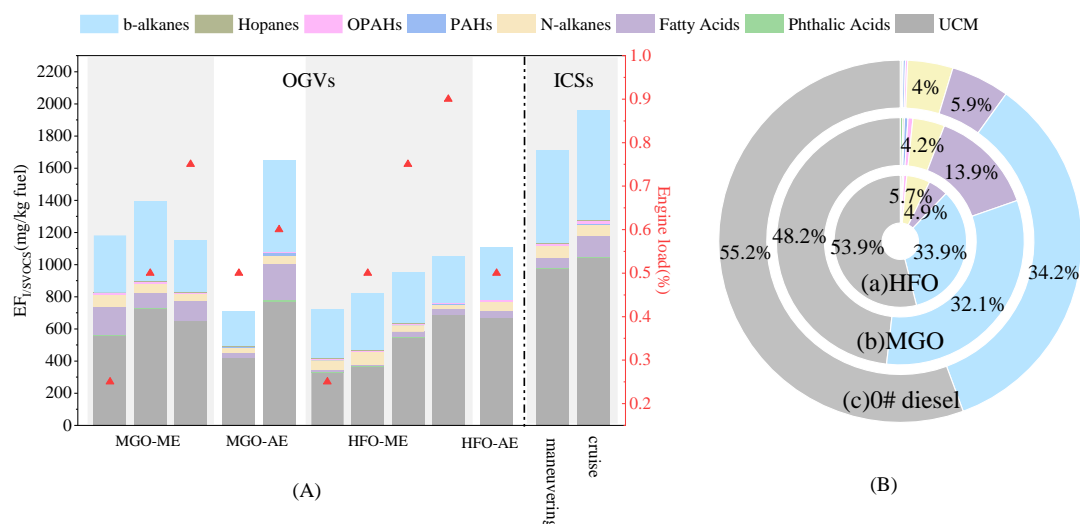 b-alkanes Hopanes OPAHs PAHs N-alkanes Fatty Acids Phthalic Acids UCM
OGVs ICSs
EF_I/SVOCS(mg/kg fuel)
2200
2000
1800
1600
1400
1200
1000
800
600
400
200
0
1.0
0.9
0.8
0.7
0.6
0.5
0.4
0.3
0.2
Engine load(%)
MGO-ME MGO-AE HFO-ME HFO-AE maneuvering cruise
(A)
4%
5.9%
4.2%
13.9%
5.7%
4.9%
55.2% 48.2% 53.9% 33.9% 34.2%
(a)HFO
32.1%
(b)MGO
(c)0# diesel
(B)